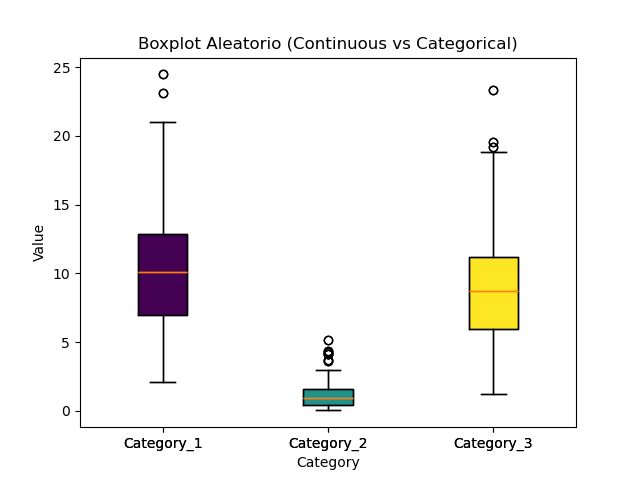 Boxplot Aleatorio (Continuous vs Categorical)
25
20
15
10
5
0
Value
Category_1
Category_2
Category_3
Category